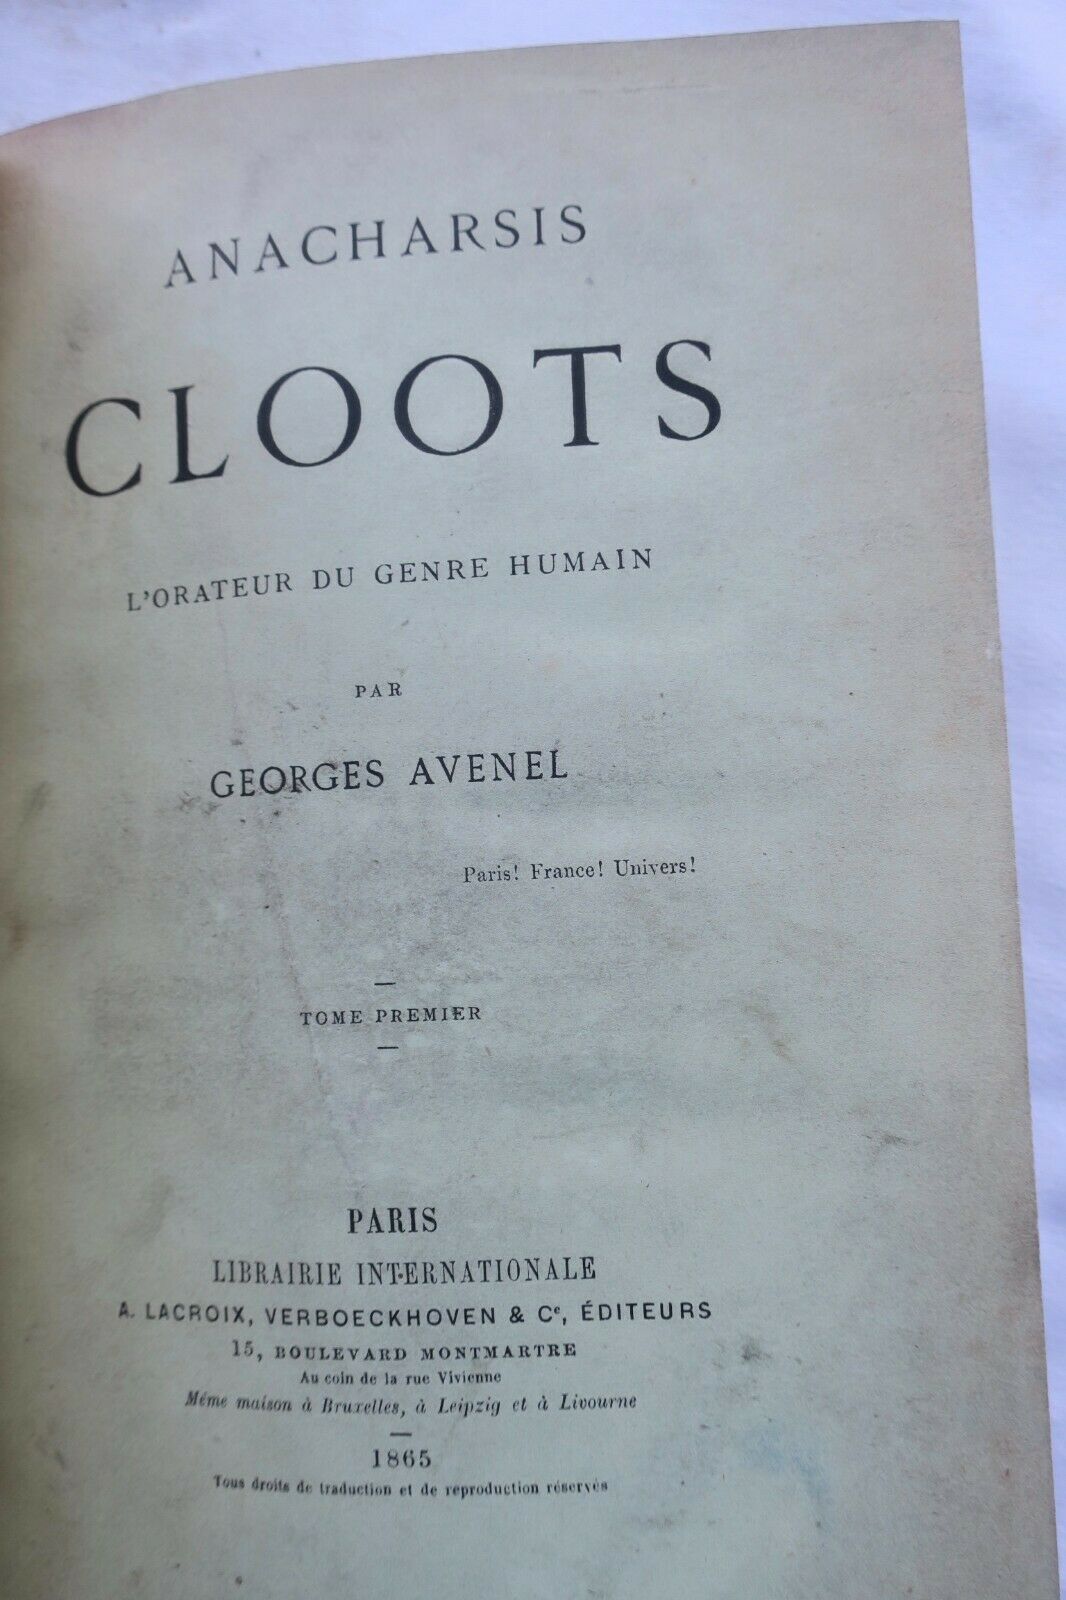 ANACHARSIS
CLOOTS
L'ORATEUR DU GENRE HUMAIN
PAR
GEORGES AVENEL
Paris! France! Univers!
TOME PREMIER
PARIS
LIBRAIRIE INTERNATIONALE
A. LACROIX, VERBOECKHOVEN & Ce, ÉDITEURS
15, BOULEVARD MONTMARTRE
Au coin de la rue Vivienne
Même maison à Bruxelles, à Leipzig et à Livourne
1865
Tous droits de traduction et de reproduction réservés